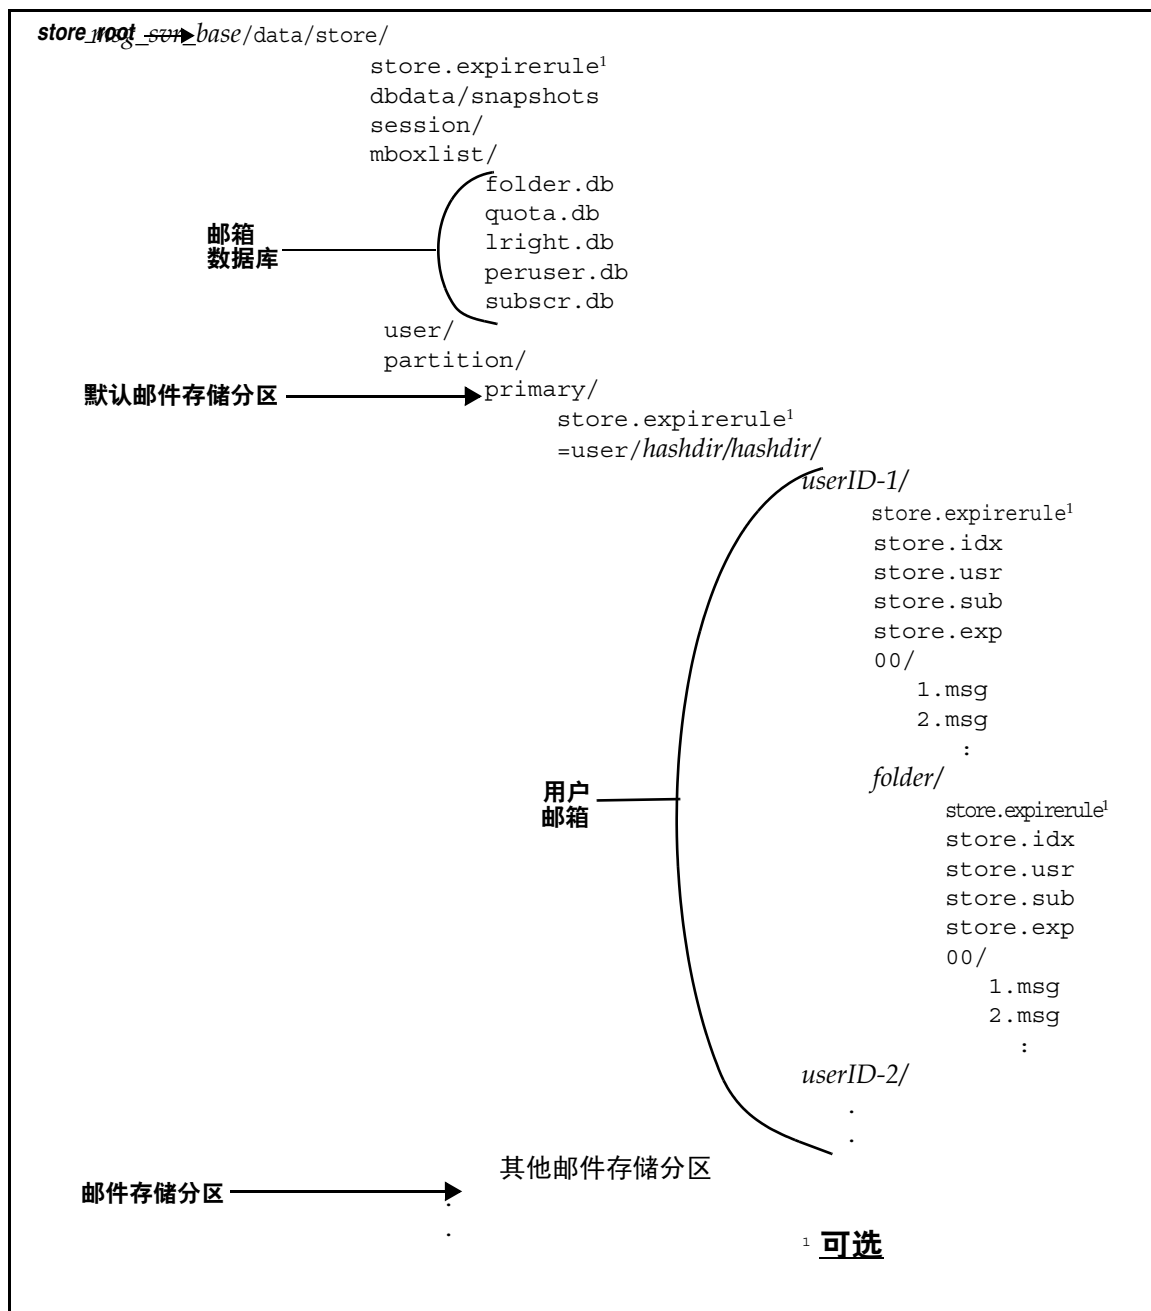 store_root msg_svr_base/data/store/
store.expirerule1
dbdata/snapshots
session/
mboxlist/
folder.db
quota.db
邮箱
数据库
lright.db
peruser.db
subscr.db
user/
partition/
默认邮件存储分区 primary/
store.expirerule1
=user/hashdir/hashdir/
userID-1/
store.expirerule1
store.idx
store.usr
store.sub
store.exp
00/
1.msg
2.msg
:
folder/
用户
邮箱
store.expirerule1
store.idx
store.usr
store.sub
store.exp
00/
1.msg
2.msg
:
userID-2/
.
.
其他邮件存储分区
邮件存储分区
.
.
1 可选